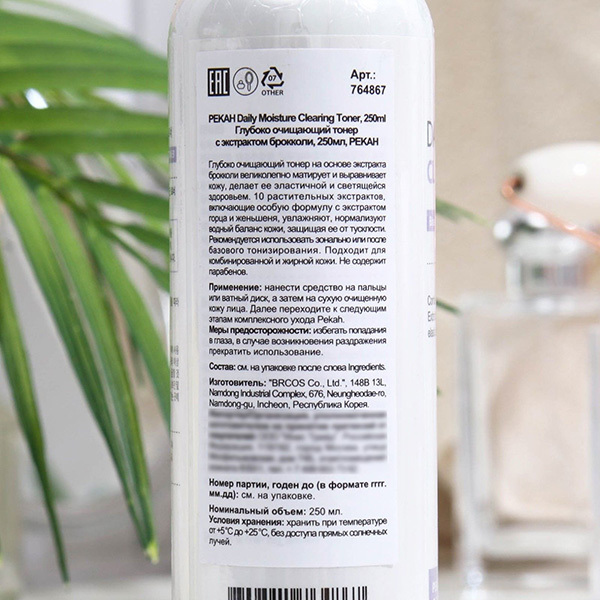 EAC
07
OTHER
Арт.:
764867
PEKAH Daily Moisture Clearing Toner, 250ml
Глубоко очищающий тонер
с экстрактом брокколи, 250мл, PEKAH
Глубоко очищающий тонер на основе экстракта
брокколи великолепно матирует и выравнивает
кожу, делает ее эластичной и светящейся
здоровьем. 10 растительных экстрактов,
включающие особую формулу с экстрактом
горца и женьшеня, увлажняют, нормализуют
водный баланс кожи, защищая ее от тусклости.
Рекомендуется использовать зонально или после
базового тонизирования. Подходит для
комбинированной и жирной кожи. Не содержит
парабенов.
Применение: нанести средство на пальцы
или ватный диск, а затем на сухую очищенную
кожу лица. Далее переходите к следующим
этапам комплексного ухода Pekah.
Меры предосторожности: избегать попадания
в глаза, в случае возникновения раздражения
прекратить использование.
Состав: см. на упаковке после слова Ingredients.
Изготовитель: "BRCOS Co., Ltd.", 148B 13L,
Namdong Industrial Complex, 676, Neungheodae-ro,
Namdong-gu, Incheon, Республика Корея.
Номер партии, годен до (в формате гггг.
мм.дд): см. на упаковке.
Номинальный объем: 250 мл.
Условия хранения: хранить при температуре
от +5°C до +25°C, без доступа прямых солнечных
лучей.